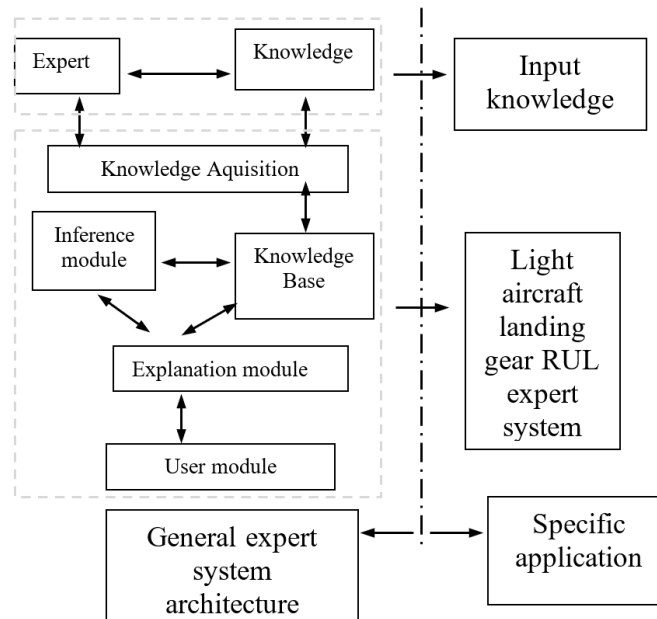 Expert
Knowledge
Input
knowledge
Knowledge Aquisition
Inference
module
Knowledge
Base
Light
aircraft
landing
gear RUL
expert
system
Explanation module
User module
General expert
system
architecture
Specific
application